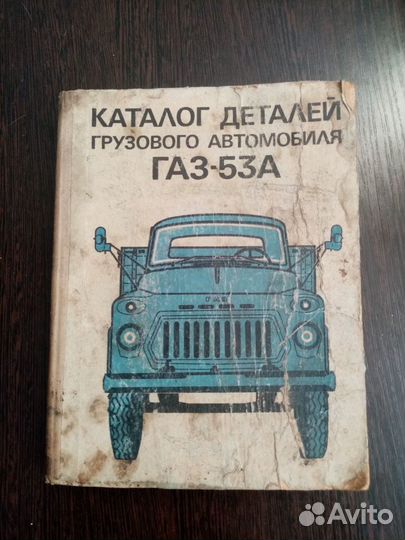 КАТАЛОГ ДЕТАЛЕЙ
ГРУЗОВОГО АВТОМОБИЛЯ
ГАЗ-53А
ГАЗ
Avito